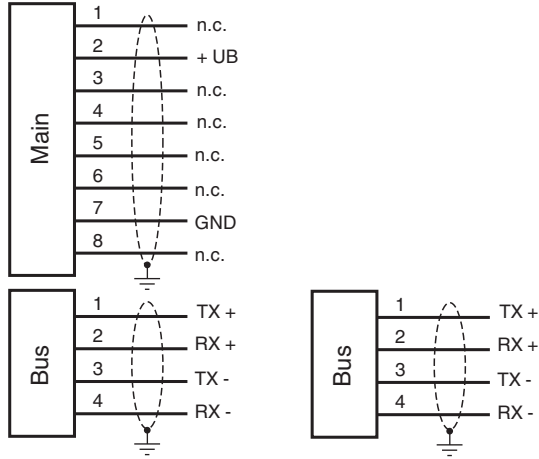 Main
1 n.c.
2 + UB
3 n.c.
4 n.c.
5 n.c.
6 n.c.
7 GND
8 n.c.
Bus
1 TX +
2 RX +
3 TX -
4 RX -
Bus
1 TX +
2 RX +
3 TX -
4 RX -